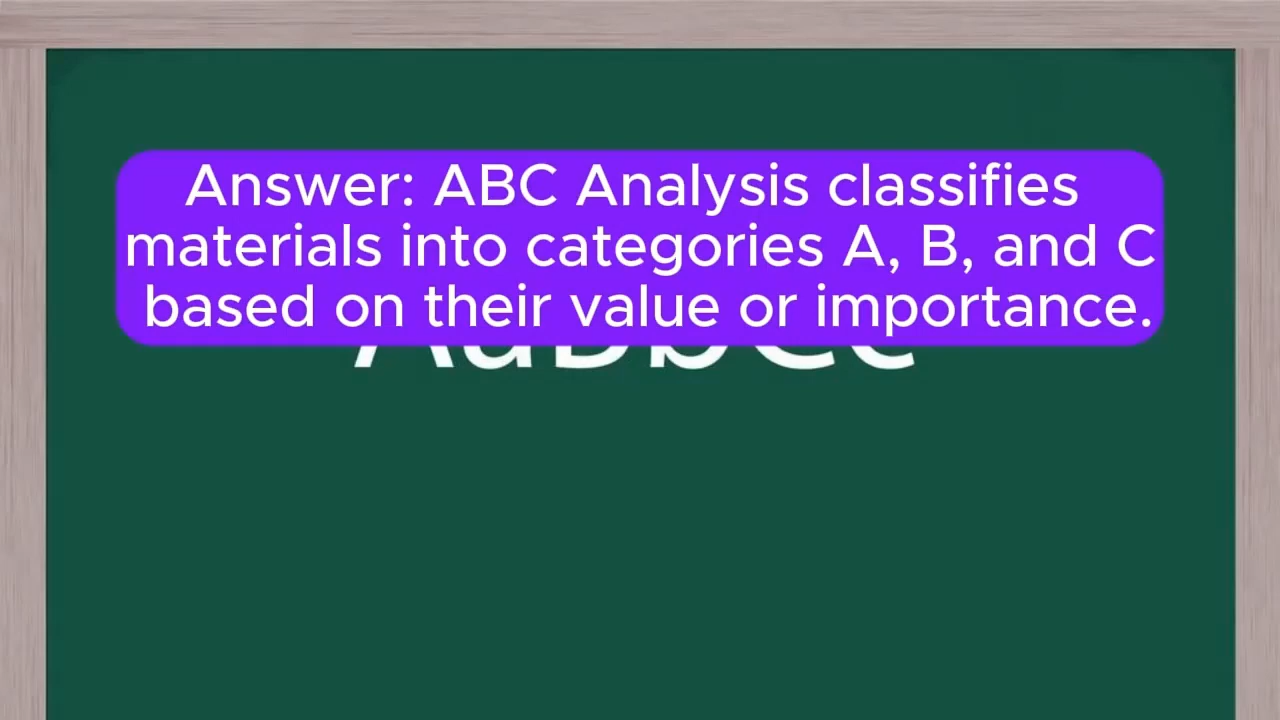 Answer: ABC Analysis classifies
materials into categories A, B, and C
based on their value or importance.